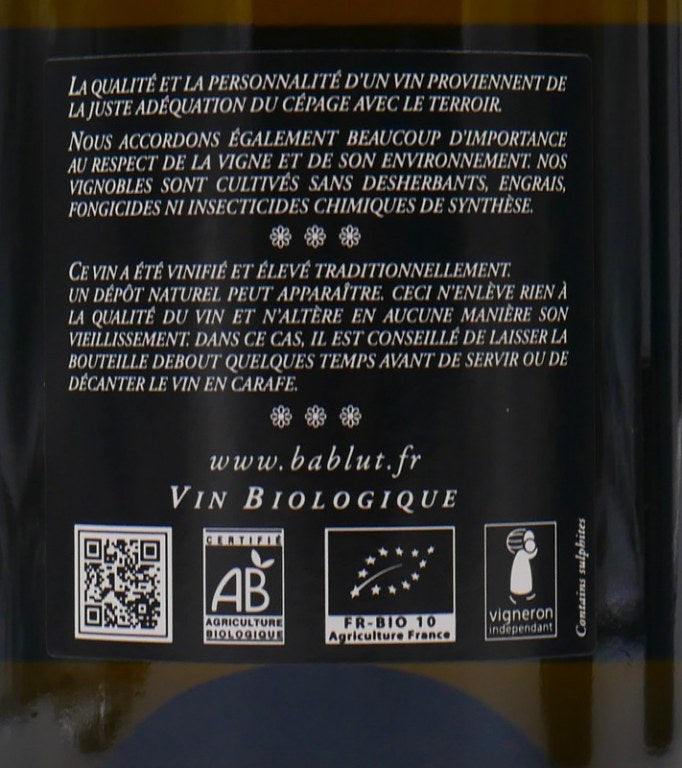 LA QUALITÉ ET LA PERSONNALITÉ D'UN VIN PROVIENNENT DE
LA JUSTE ADÉQUATION DU CÉPAGE AVEC LE TERROIR.
NOUS ACCORDONS ÉGALEMENT BEAUCOUP D'IMPORTANCE
AU RESPECT DE LA VIGNE ET DE SON ENVIRONNEMENT. NOS
VIGNOBLES SONT CULTIVÉS SANS DESHERBANTS, ENGRAIS,
FONGICIDES NI INSECTICIDES CHIMIQUES DE SYNTHÈSE.
CE VIN A ÉTÉ VINIFIÉ ET ÉLEVÉ TRADITIONNELLEMENT.
UN DÉPÔT NATUREL PEUT APPARAÎTRE. CECI N'ENLÈVE RIEN À
LA QUALITÉ DU VIN ET N'ALTÈRE EN AUCUNE MANIÈRE SON
VIEILLISSEMENT. DANS CE CAS, IL EST CONSEILLÉ DE LAISSER LA
BOUTEILLE DEBOUT QUELQUES TEMPS AVANT DE SERVIR OU DE
DÉCANTER LE VIN EN CARAFE.
www.bablut.fr
VIN BIOLOGIQUE
CERTIFIÉ
AB
AGRICULTURE
BIOLOGIQUE
FR-BIO 10
Agriculture France
vigneron
indépendant
Contains sulphites